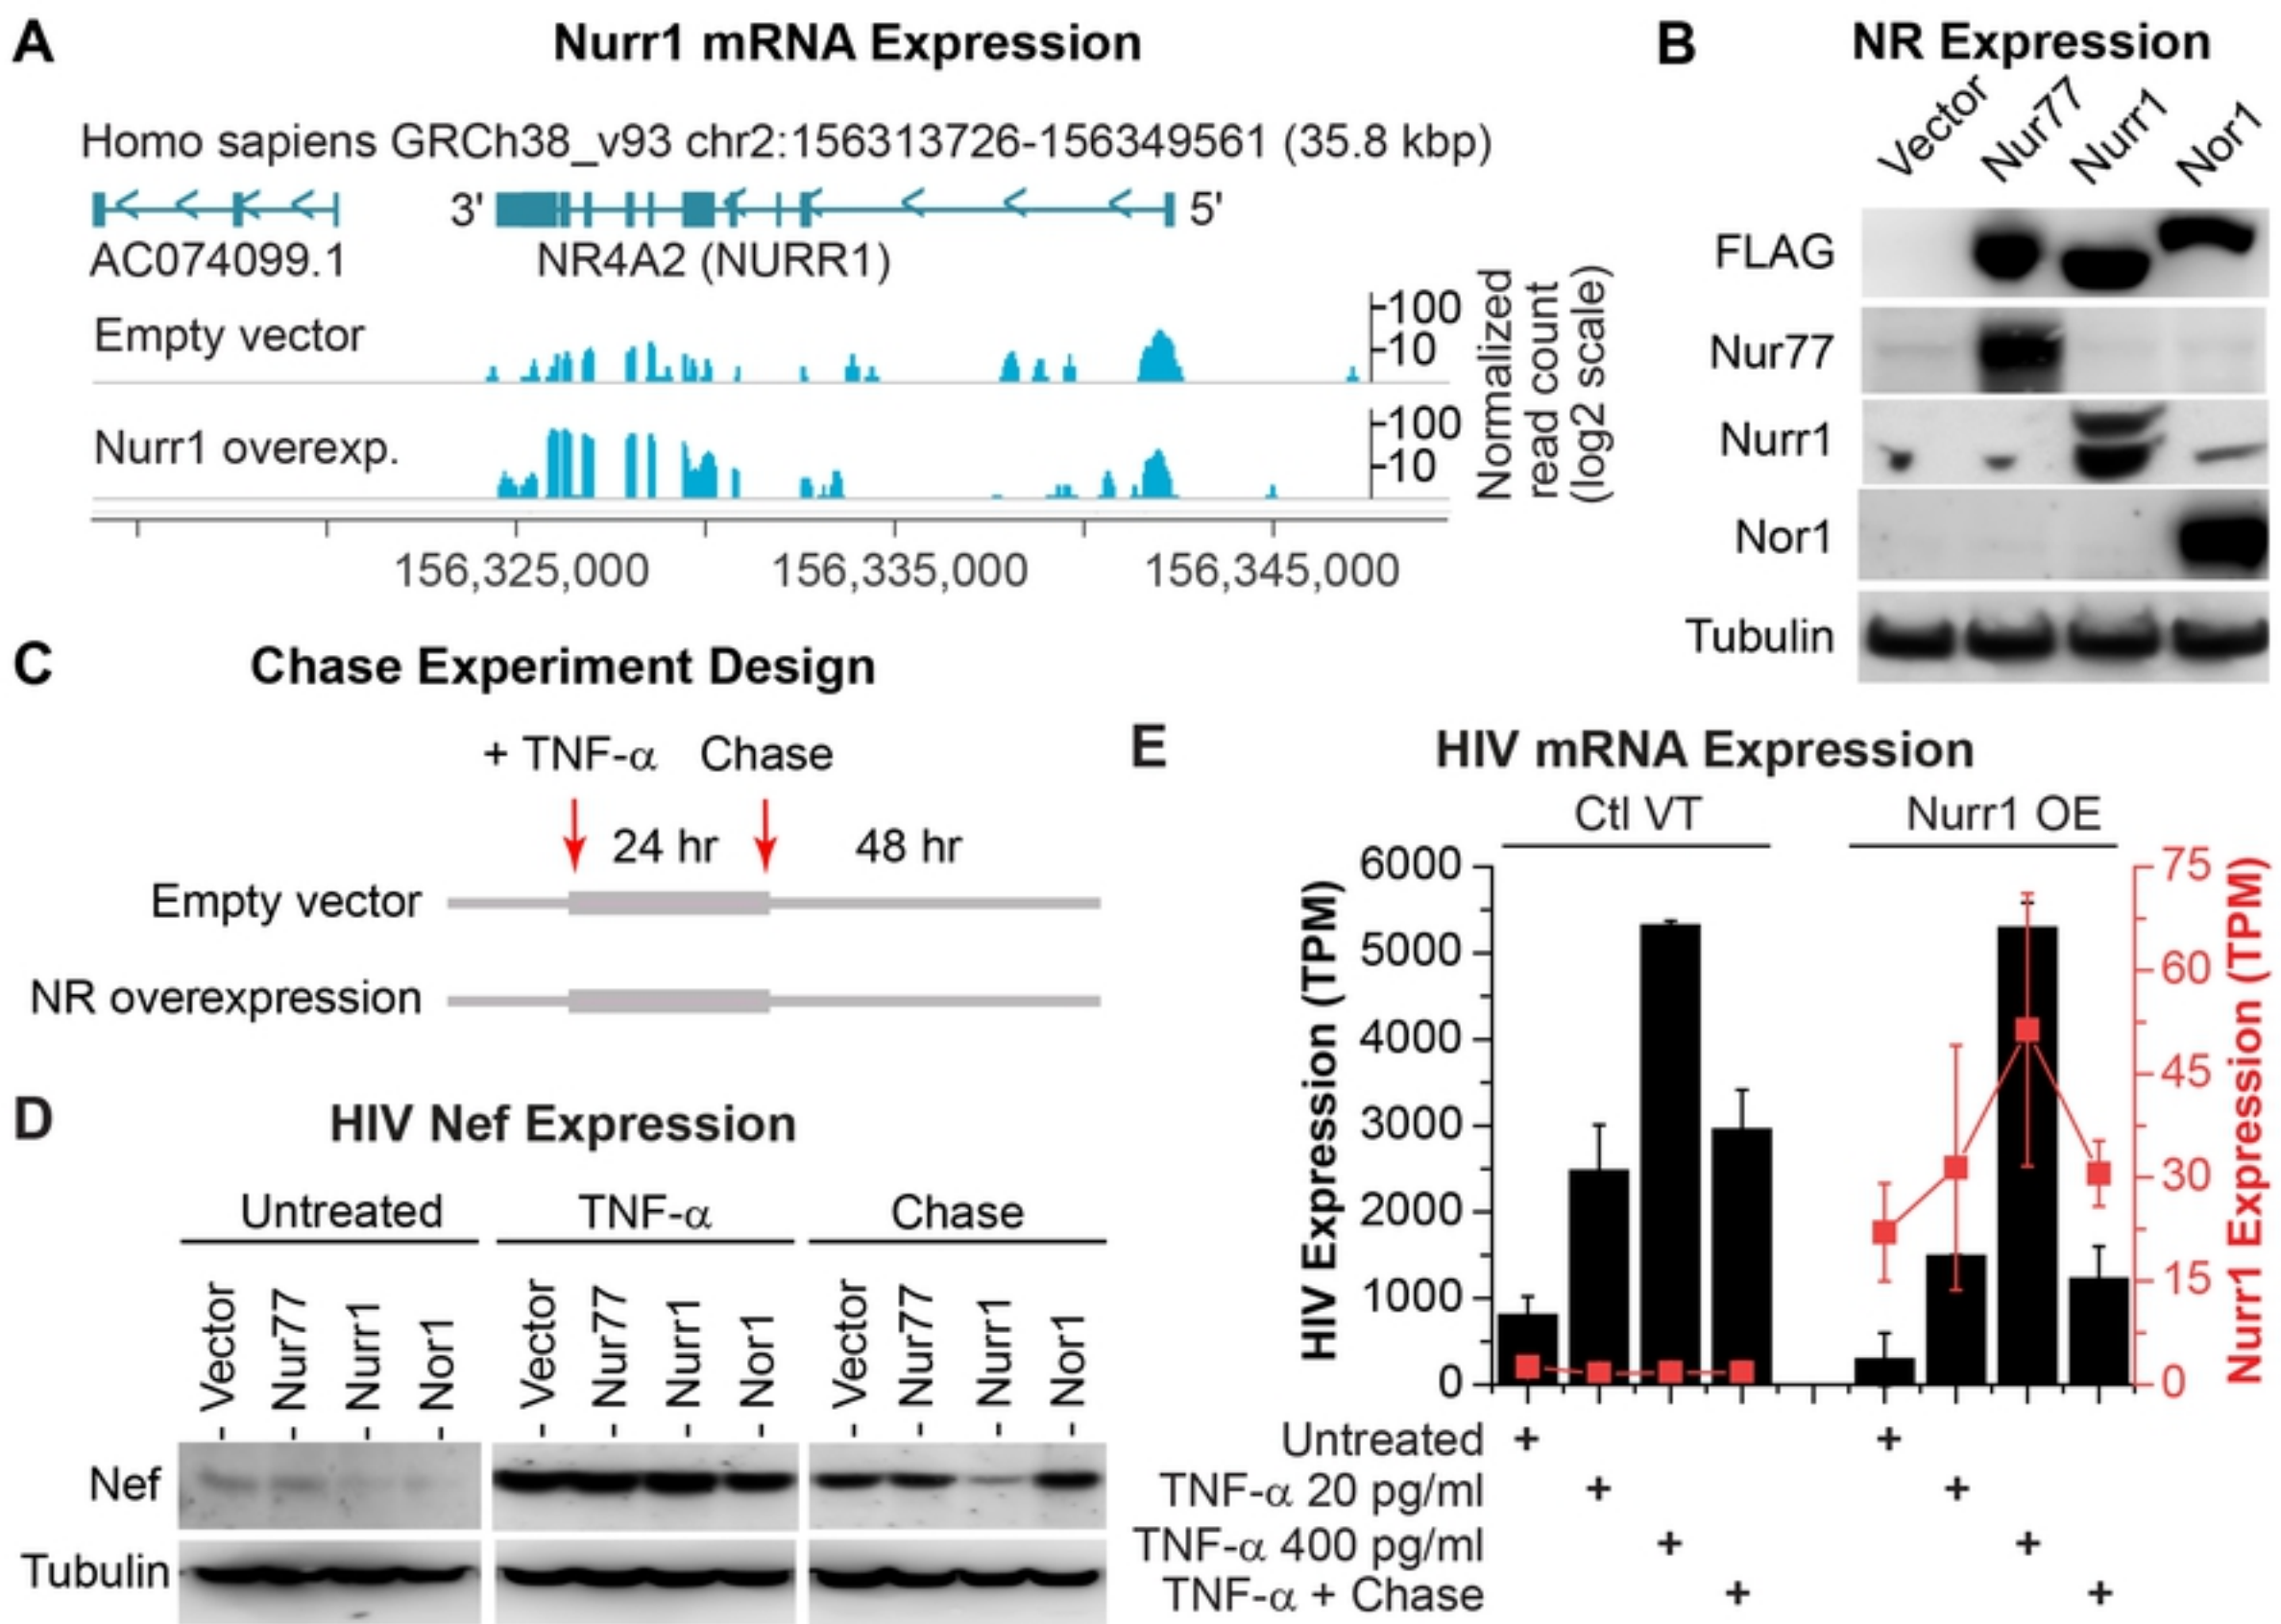 A
Nurr1 mRNA Expression
Homo sapiens GRCh38_v93 chr2:156313726-156349561 (35.8 kbp)
3'
5'
AC074099.1
NR4A2 (NURR1)
Empty vector
100
10
Nurr1 overexp.
100
10
Normalized
read count
(log2 scale)
156,325,000
156,335,000
156,345,000
B
NR Expression
Vector
Nur77
Nurr1
Nor1
FLAG
Nur77
Nurr1
Nor1
Tubulin
C
Chase Experiment Design
+ TNF-α
Chase
24 hr
48 hr
Empty vector
NR overexpression
D
HIV Nef Expression
Untreated
TNF-α
Chase
- Vector
- Nur77
- Nurr1
- Nor1
- Vector
- Nur77
- Nurr1
- Nor1
- Vector
- Nur77
- Nurr1
- Nor1
Nef
Tubulin
E
HIV mRNA Expression
Ctl VT
Nurr1 OE
HIV Expression (TPM)
6000
5000
4000
3000
2000
1000
0
75
60
45
30
15
0
Nurr1 Expression (TPM)
Untreated + +
TNF-α 20 pg/ml + +
TNF-α 400 pg/ml + +
TNF-α + Chase + +